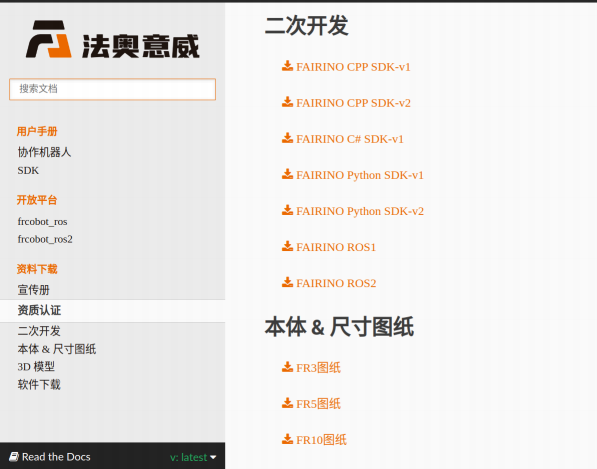 法奥意威
搜索文档
用户手册
协作机器人
SDK
开放平台
frcobot_ros
frcobot_ros2
资料下载
宣传册
资质认证
二次开发
本体 & 尺寸图纸
3D 模型
软件下载
Read the Docs
v: latest
二次开发
FAIRINO CPP SDK-v1
FAIRINO CPP SDK-v2
FAIRINO C# SDK-v1
FAIRINO Python SDK-v1
FAIRINO Python SDK-v2
FAIRINO ROS1
FAIRINO ROS2
本体 & 尺寸图纸
FR3图纸
FR5图纸
FR10图纸